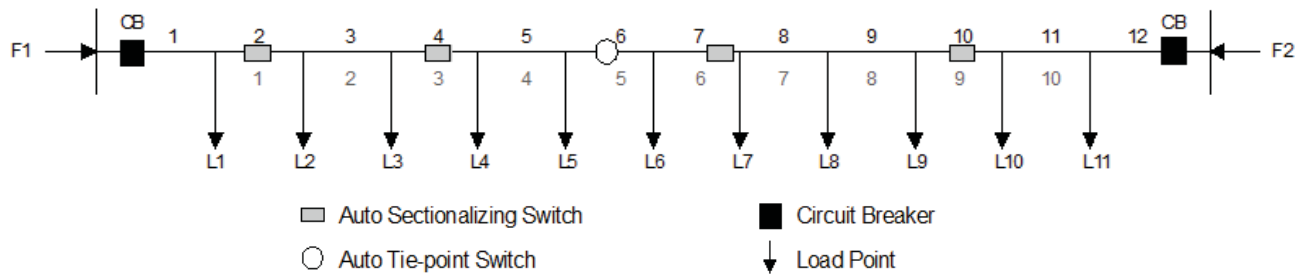 CB CB
F1 1 2 3 4 5 6 7 8 9 10 11 12 F2
1 2 3 4 5 6 7 8 9 10
L1 L2 L3 L4 L5 L6 L7 L8 L9 L10 L11
Auto Sectionalizing Switch Circuit Breaker
Auto Tie-point Switch Load Point